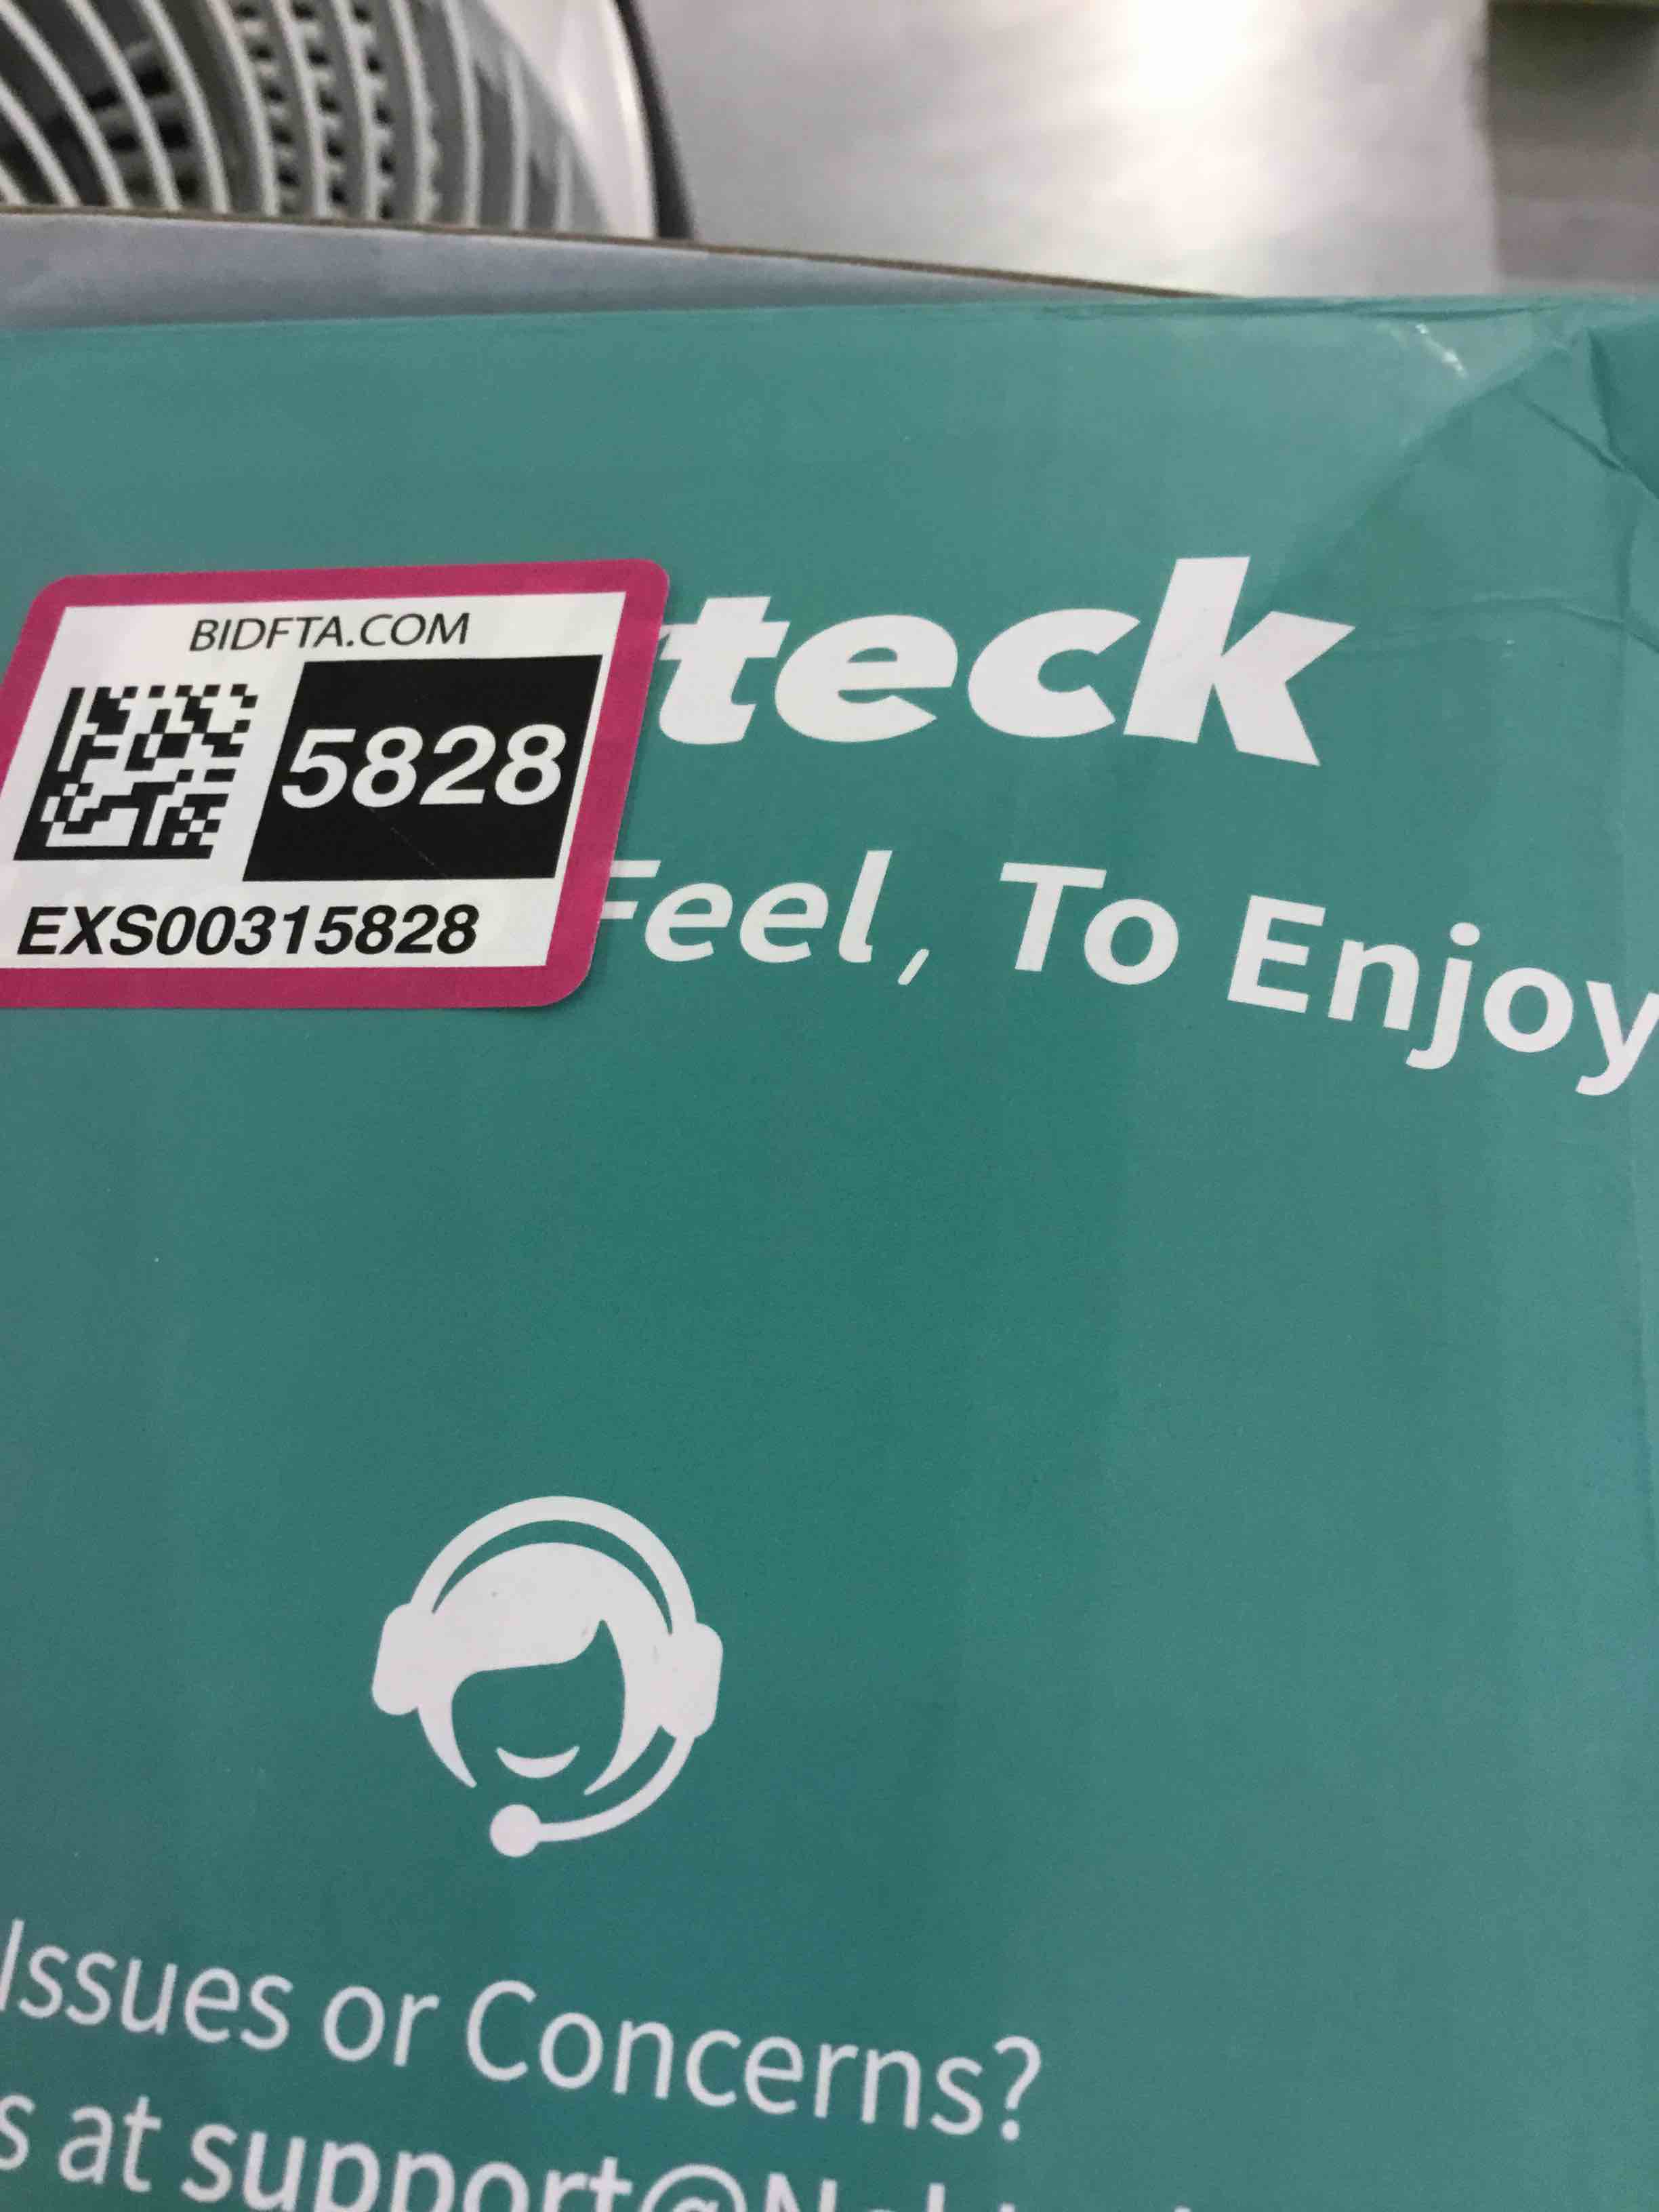 BIDFTA.COM
5828
EXS00315828
teck
Feel, To Enjoy
Issues or Concerns?
s at support@N